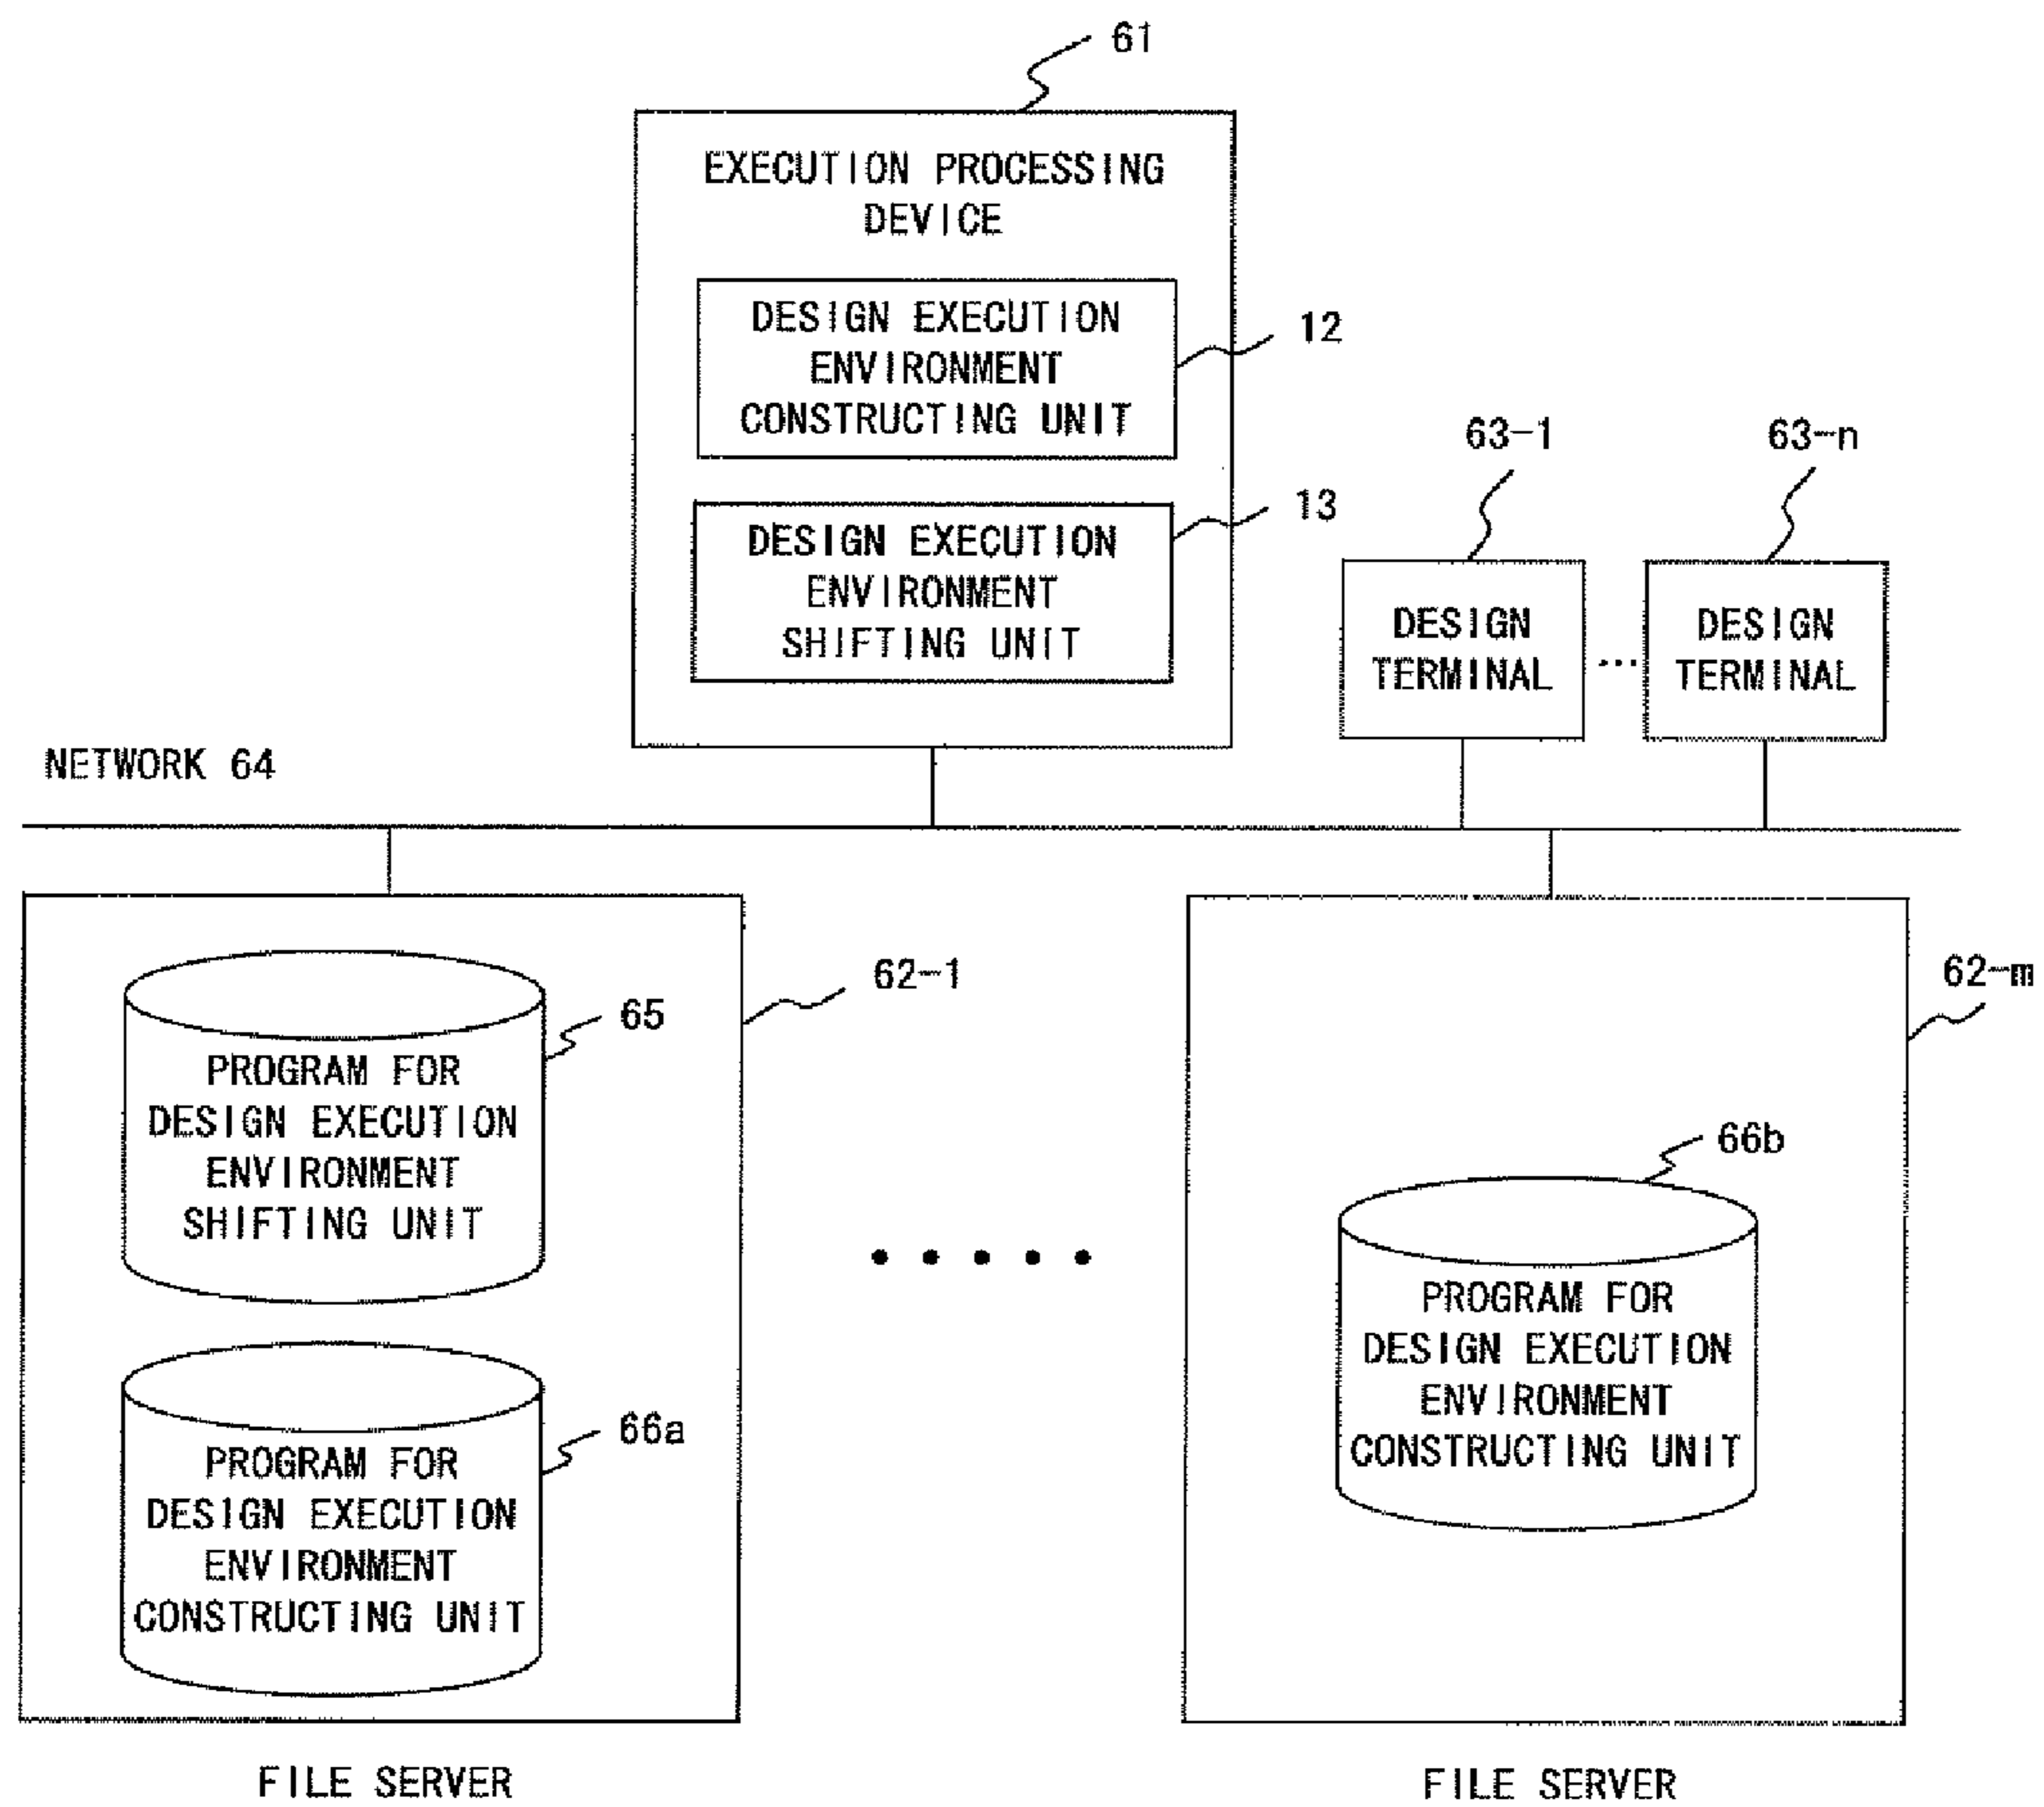 61
EXECUTION PROCESSING
DEVICE
DESIGN EXECUTION
ENVIRONMENT
CONSTRUCTING UNIT
12
DESIGN EXECUTION
ENVIRONMENT
SHIFTING UNIT
13
63-1
63-n
DESIGN
TERMINAL
...
DESIGN
TERMINAL
NETWORK 64
62-1
65
PROGRAM FOR
DESIGN EXECUTION
ENVIRONMENT
SHIFTING UNIT
66a
PROGRAM FOR
DESIGN EXECUTION
ENVIRONMENT
CONSTRUCTING UNIT
FILE SERVER
• • • • •
62-m
66b
PROGRAM FOR
DESIGN EXECUTION
ENVIRONMENT
CONSTRUCTING UNIT
FILE SERVER